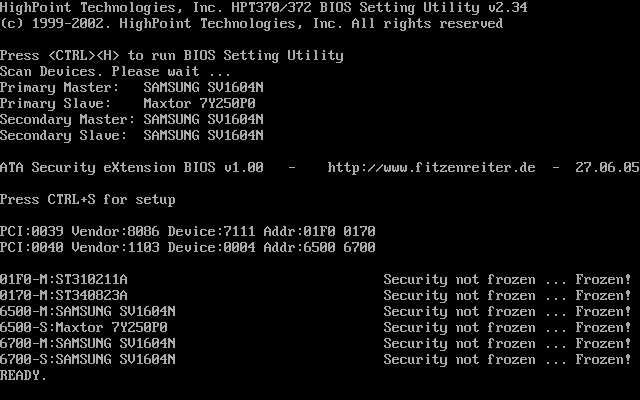 HighPoint Technologies, Inc. HPT370/372 BIOS Setting Utility v2.34
(c) 1999-2002. HighPoint Technologies, Inc. All rights reserved
Press <CTRL><H> to run BIOS Setting Utility
Scan Devices. Please wait ...
Primary Master: SAMSUNG SV1604N
Primary Slave: Maxtor 7Y250P0
Secondary Master: SAMSUNG SV1604N
Secondary Slave: SAMSUNG SV1604N
ATA Security eXtension BIOS v1.00 - http://www.fitzenreiter.de - 27.06.05
Press CTRL+S for setup
PCI:0039 Vendor:8086 Device:7111 Addr:01F0 0170
PCI:0040 Vendor:1103 Device:0004 Addr:6500 6700
01F0-M:ST310211A Security not frozen ... Frozen!
0170-M:ST340823A Security not frozen ... Frozen!
6500-M:SAMSUNG SV1604N Security not frozen ... Frozen!
6500-S:Maxtor 7Y250P0 Security not frozen ... Frozen!
6700-M:SAMSUNG SV1604N Security not frozen ... Frozen!
6700-S:SAMSUNG SV1604N Security not frozen ... Frozen!
READY.